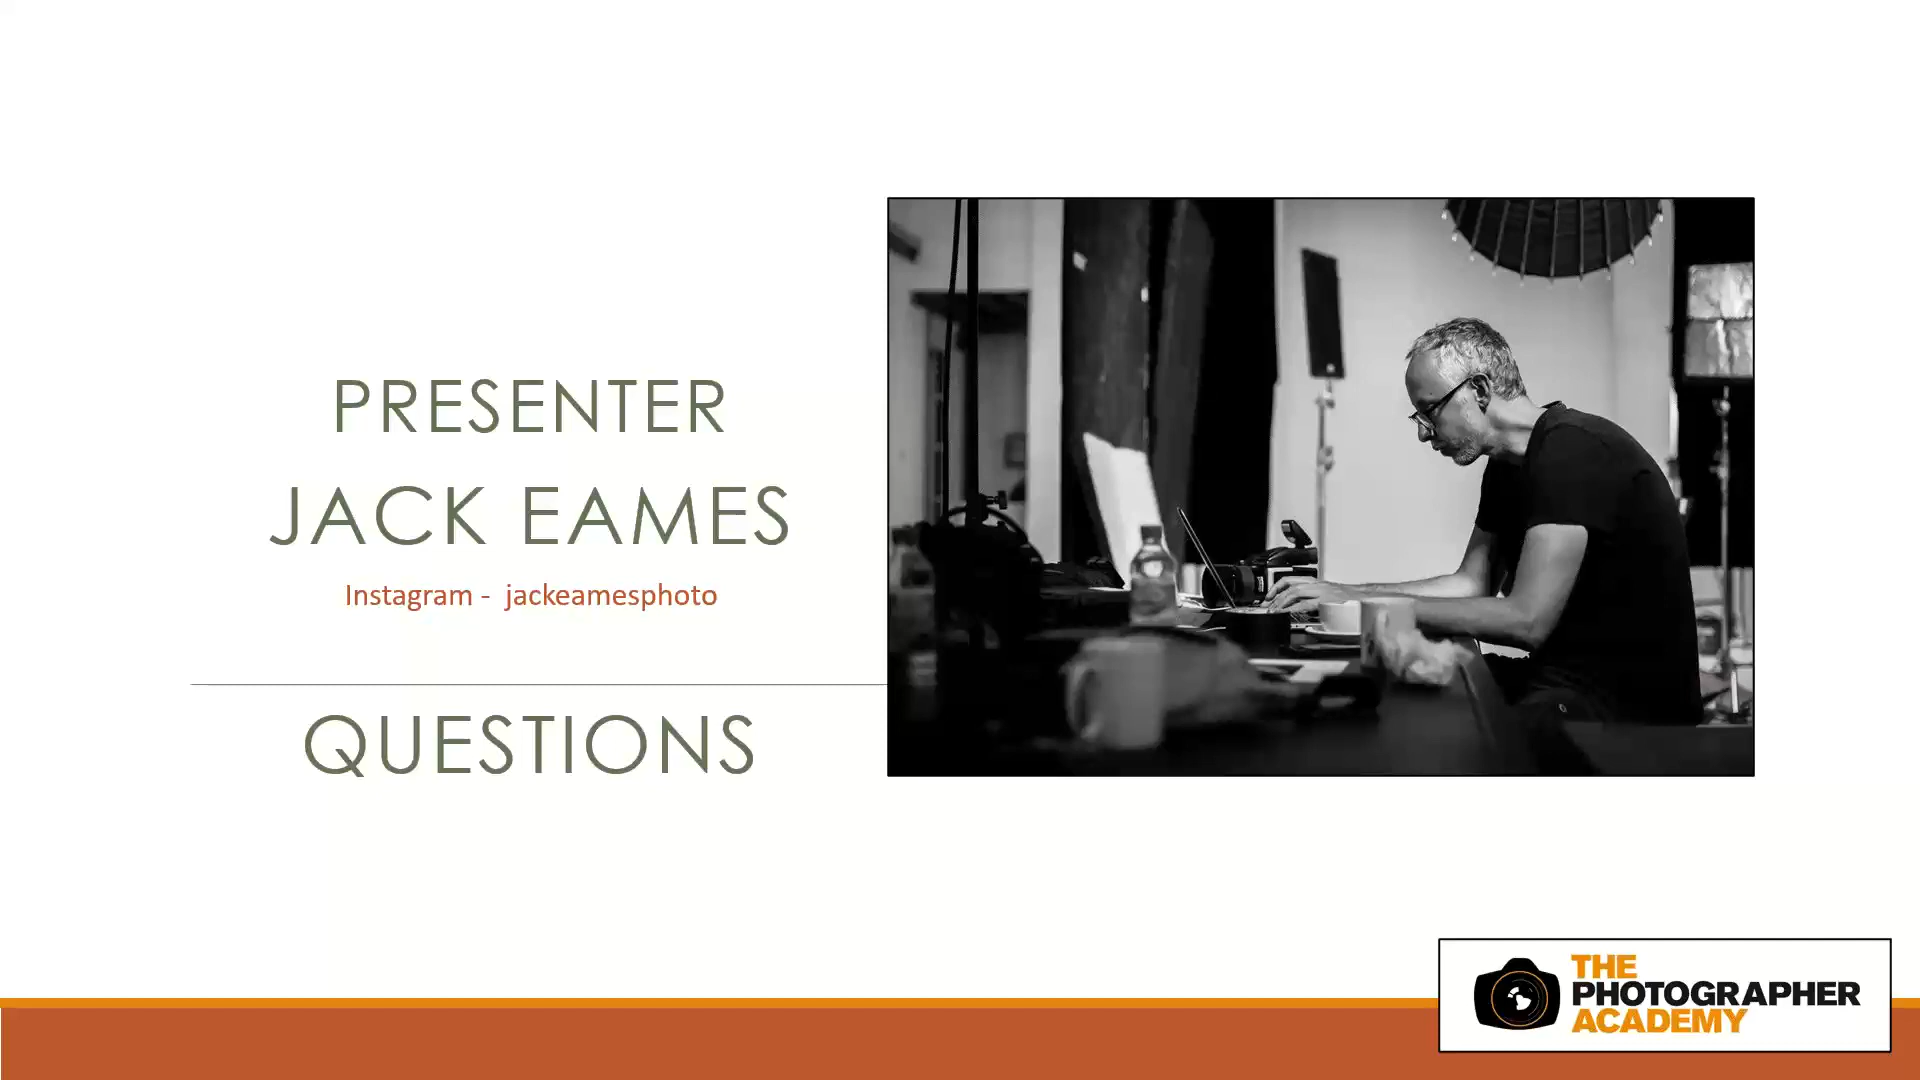 PRESENTER
JACK EAMES
Instagram - jackeamesphoto
QUESTIONS
THE
PHOTOGRAPHER
ACADEMY